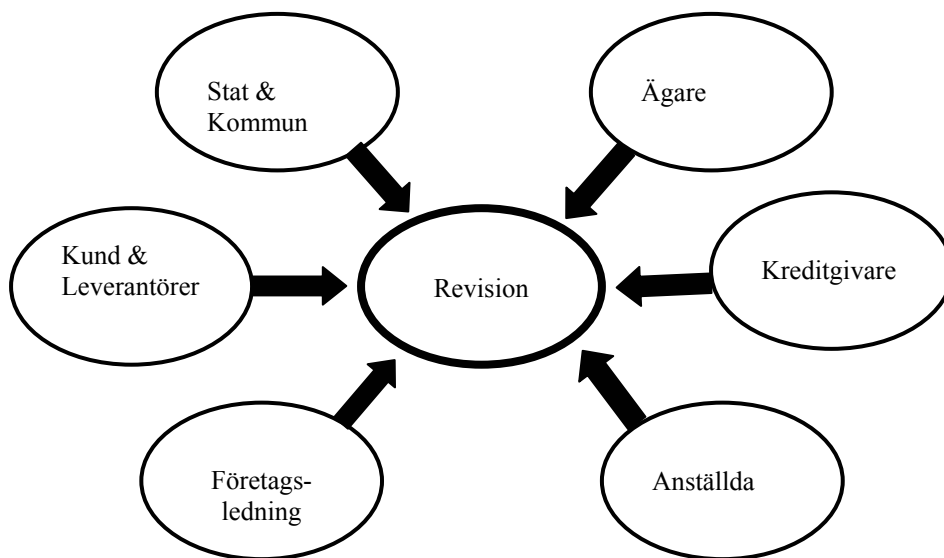 Stat &
Kommun
Ägare
Kund &
Leverantörer
Revision
Kreditgivare
Företags-
ledning
Anställda